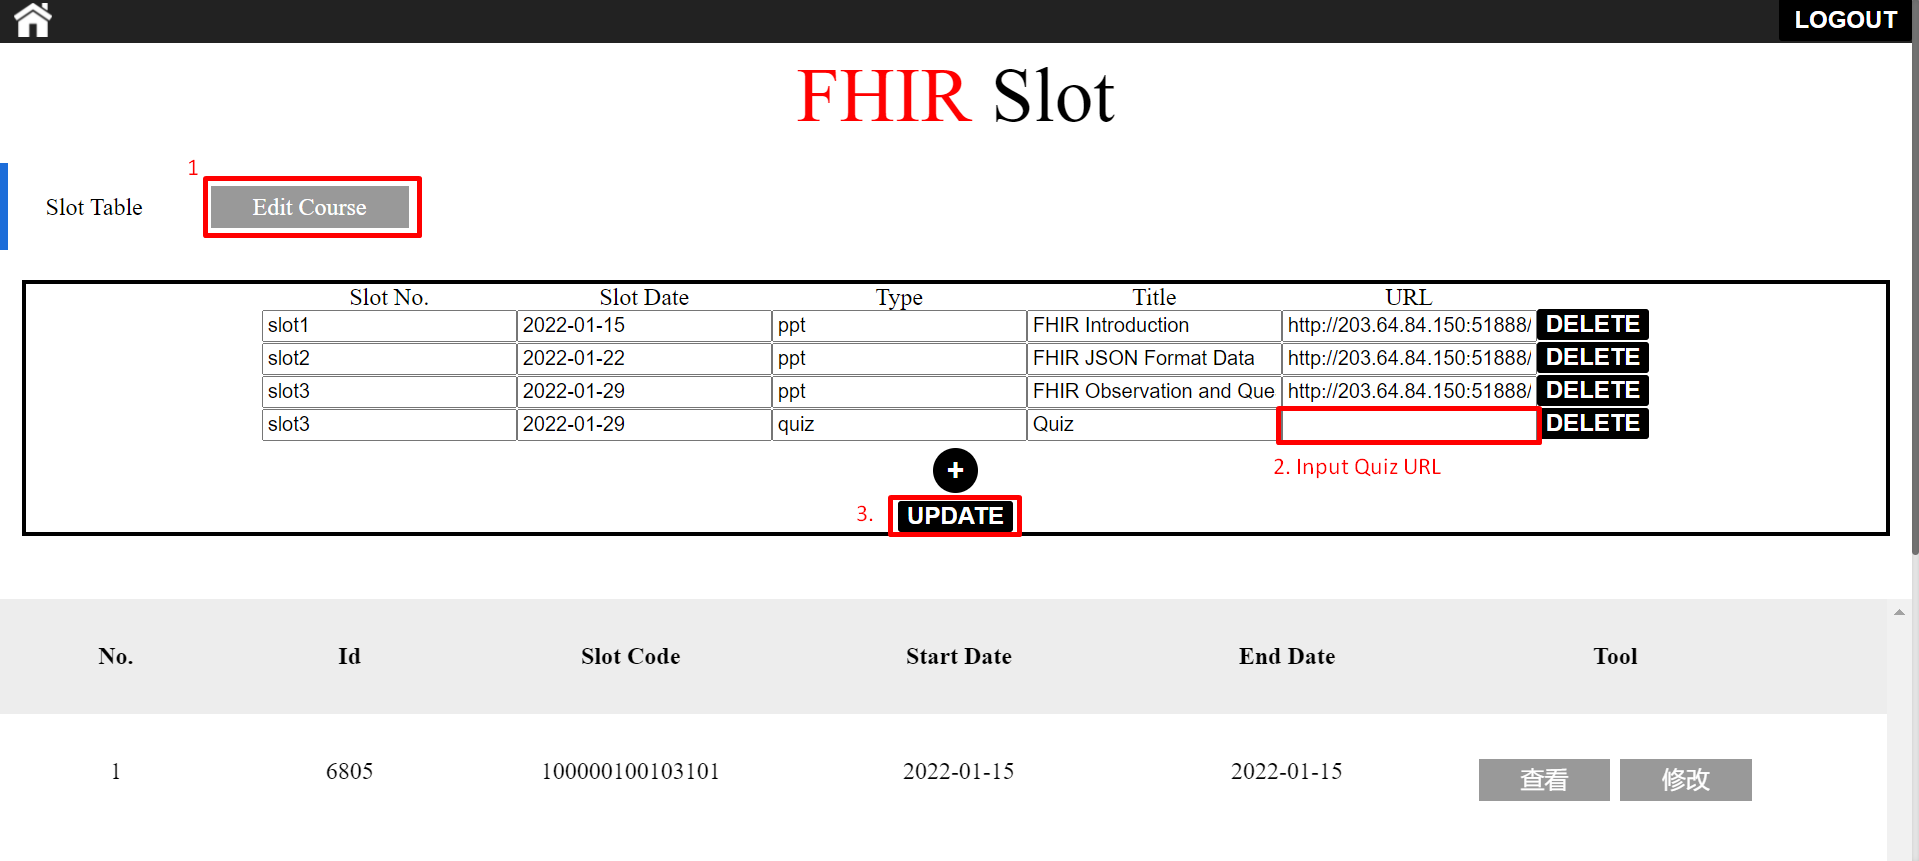 LOGOUT
FHIR Slot
1
Slot Table Edit Course
Slot No. Slot Date Type Title URL
slot1 2022-01-15 ppt FHIR Introduction http://203.64.84.150:51888/ DELETE
slot2 2022-01-22 ppt FHIR JSON Format Data http://203.64.84.150:51888/ DELETE
slot3 2022-01-29 ppt FHIR Observation and Que http://203.64.84.150:51888/ DELETE
slot3 2022-01-29 quiz Quiz DELETE
+
2. Input Quiz URL
3. UPDATE
No. Id Slot Code Start Date End Date Tool
1 6805 100000100103101 2022-01-15 2022-01-15 查看 修改